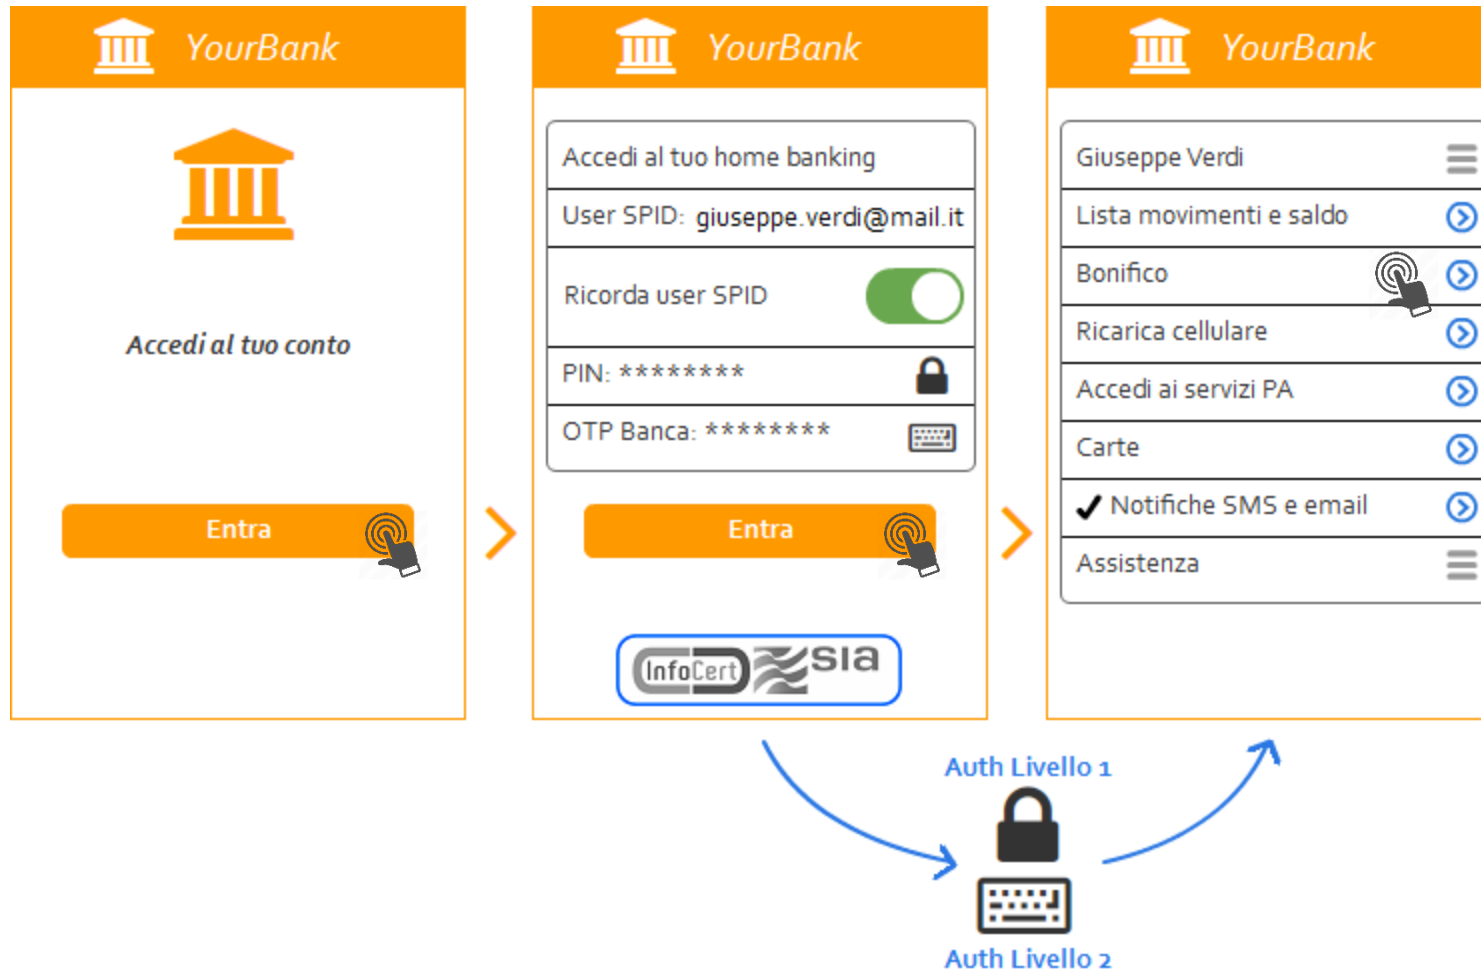 YourBank
Accedi al tuo conto
Entra
YourBank
Accedi al tuo home banking
User SPID: giuseppe.verdi@mail.it
Ricorda user SPID
PIN: ********
OTP Banca: ********
Entra
InfoCert SIA
YourBank
Giuseppe Verdi
Lista movimenti e saldo
Bonifico
Ricarica cellulare
Accedi ai servizi PA
Carte
Notifiche SMS e email
Assistenza
Auth Livello 1
Auth Livello 2